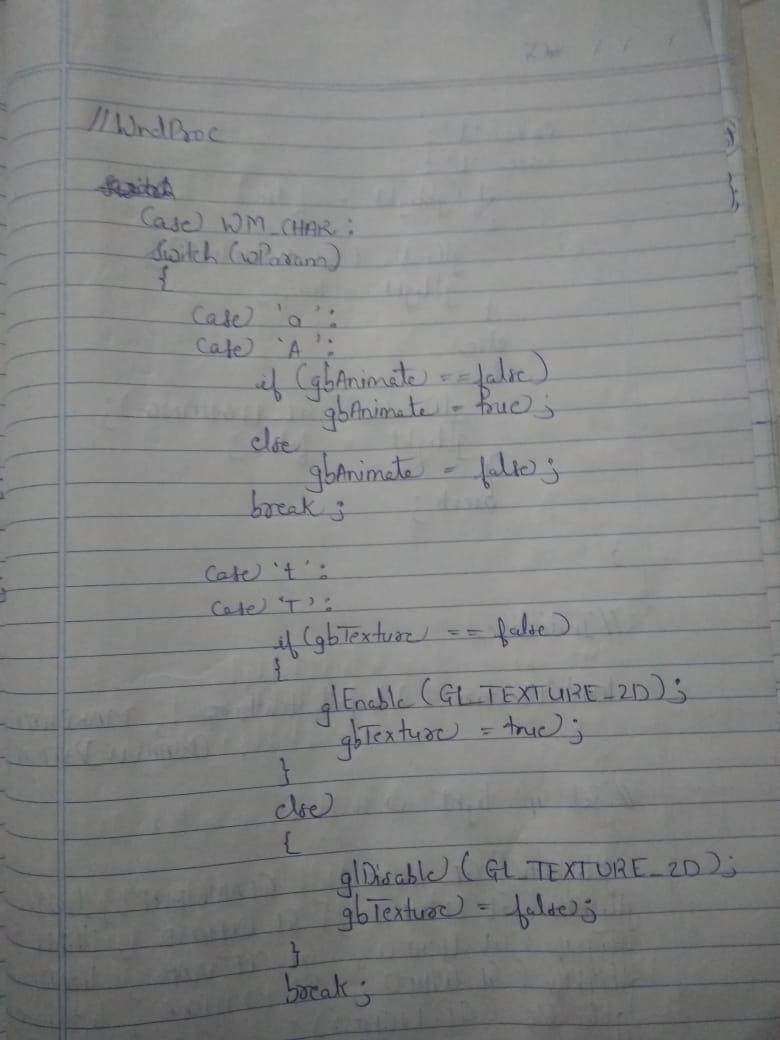 //WndProc
switch
case WM_CHAR:
switch (wParam)
{
case 'a':
case 'A':
if (gbAnimate == false)
gbAnimate = true;
else
gbAnimate = false;
break;
case 't':
case 'T':
if(gbTexture == false)
{
glEnable (GL_TEXTURE_2D);
gbTexture = true;
}
else
{
glDisable (GL_TEXTURE_2D);
gbTexture = false;
}
break;